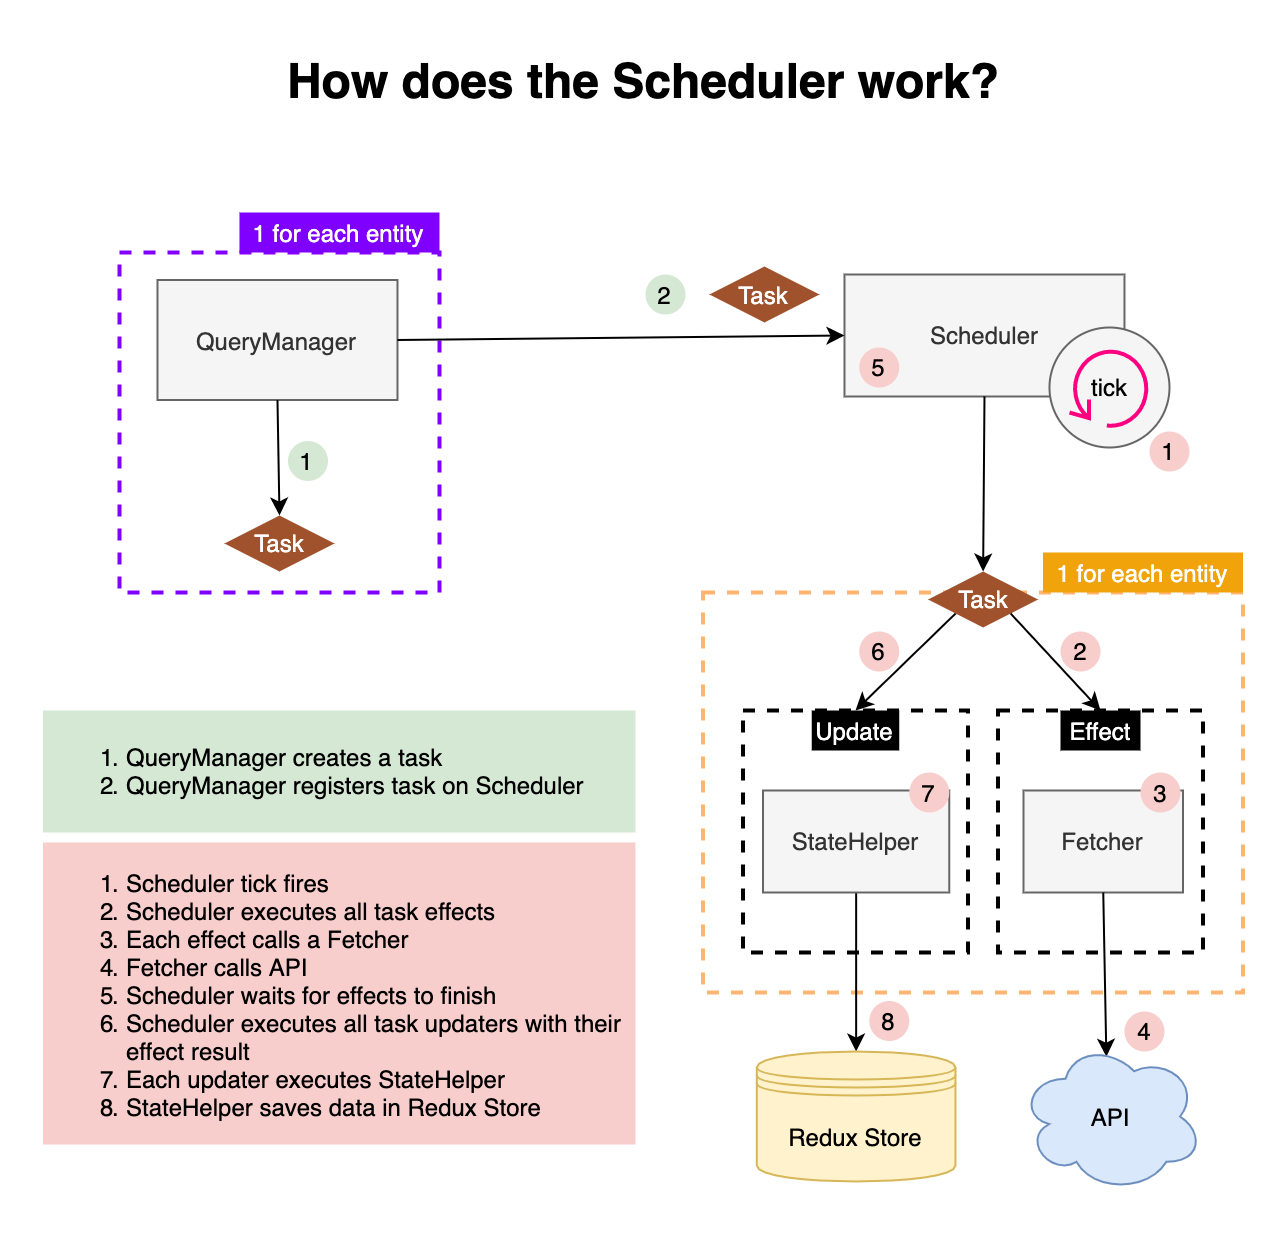 How does the Scheduler work?
1 for each entity
QueryManager
1
Task
2
Task
Scheduler
5
tick
1
1 for each entity
Task
6
2
Update
Effect
7
3
StateHelper
Fetcher
8
4
Redux Store
API
1. QueryManager creates a task
2. QueryManager registers task on Scheduler
1. Scheduler tick fires
2. Scheduler executes all task effects
3. Each effect calls a Fetcher
4. Fetcher calls API
5. Scheduler waits for effects to finish
6. Scheduler executes all task updaters with their
effect result
7. Each updater executes StateHelper
8. StateHelper saves data in Redux Store